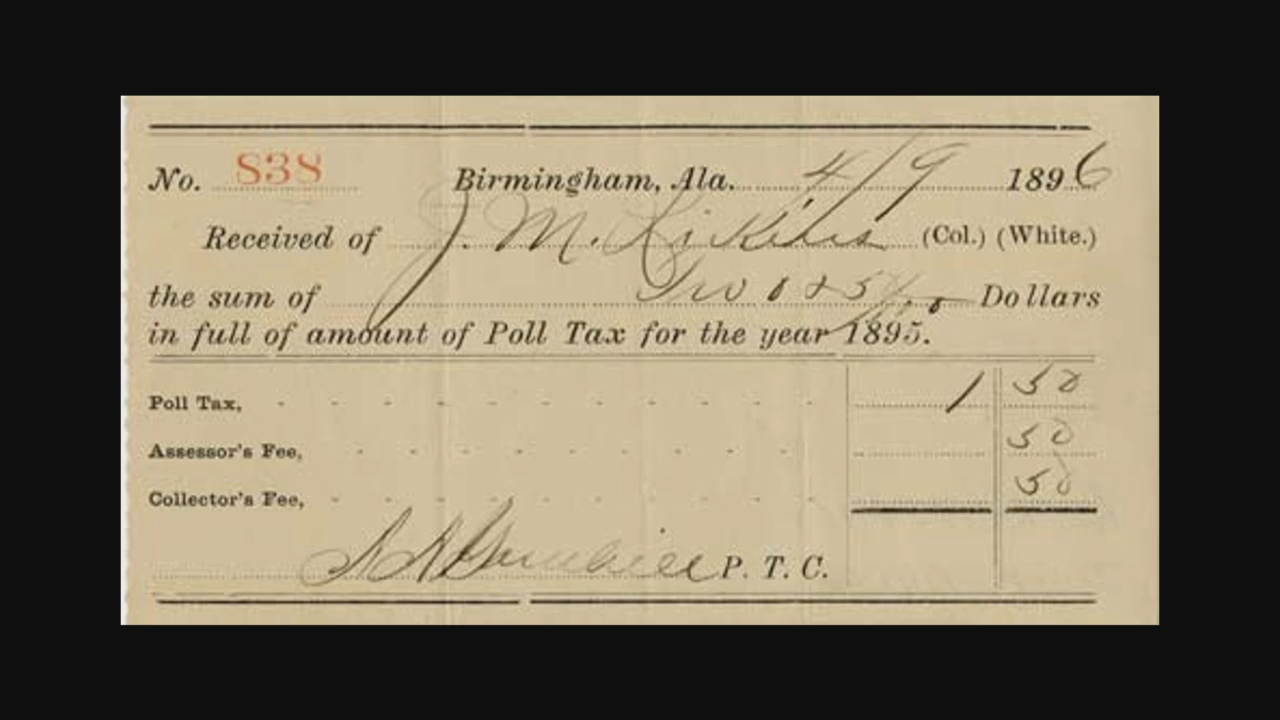 No. 838 Birmingham, Ala. 4/9 1896
Received of J. M. (Col.) (White.)
the sum of Two & 50/100 Dollars
in full of amount of Poll Tax for the year 1895.
Poll Tax, - - - - - - - - - - - 1 50
Assessor's Fee, - - - - - - - - - 50
Collector's Fee, - - - - - - - - - - 50
P. T. C.